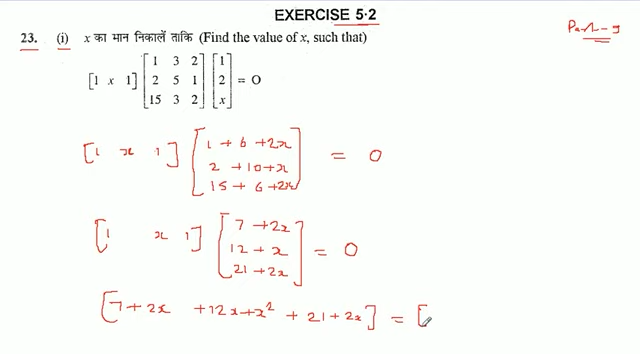 EXERCISE 5·2
Part-9
23. (i) x का मान निकालें ताकि (Find the value of x, such that)
[1 x 1] [1 3 2
2 5 1
15 3 2] [1
2
x] = O
[1 x 1] [1 + 6 + 2x
2 + 10 + x
15 + 6 + 2x] = 0
[1 x 1] [7 + 2x
12 + x
21 + 2x] = 0
[7 + 2x + 12x + x² + 21 + 2x] = [